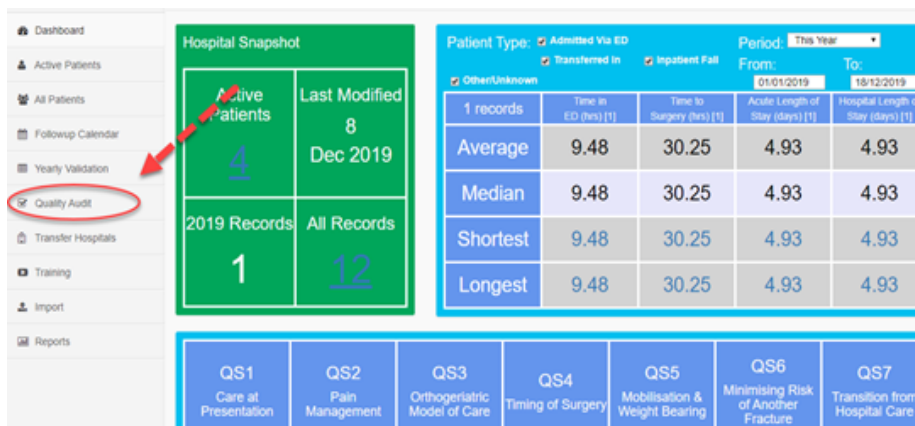 Dashboard
Active Patients
All Patients
Followup Calendar
Yearly Validation
Quality Audit
Transfer Hospitals
Training
Import
Reports
Hospital Snapshot
Active
Patients
4
Last Modified
8
Dec 2019
2019 Records
1
All Records
12
Patient Type:
Admitted Via ED
Transferred In
Inpatient Fall
Other/Unknown
Period:
This Year
From:
To:
01/01/2019
18/12/2019
1 records
Time in
ED (hrs) [1]
Time to
Surgery (hrs) [1]
Acute Length of
Stay (days) [1]
Hospital Length
Stay (days) [1]
Average 9.48 30.25 4.93 4.93
Median 9.48 30.25 4.93 4.93
Shortest 9.48 30.25 4.93 4.93
Longest 9.48 30.25 4.93 4.93
QS1
Care at
Presentation
QS2
Pain
Management
QS3
Orthogeriatric
Model of Care
QS4
Timing of Surgery
QS5
Mobilisation &
Weight Bearing
QS6
Minimising Risk
of Another
Fracture
QS7
Transition from
Hospital Care